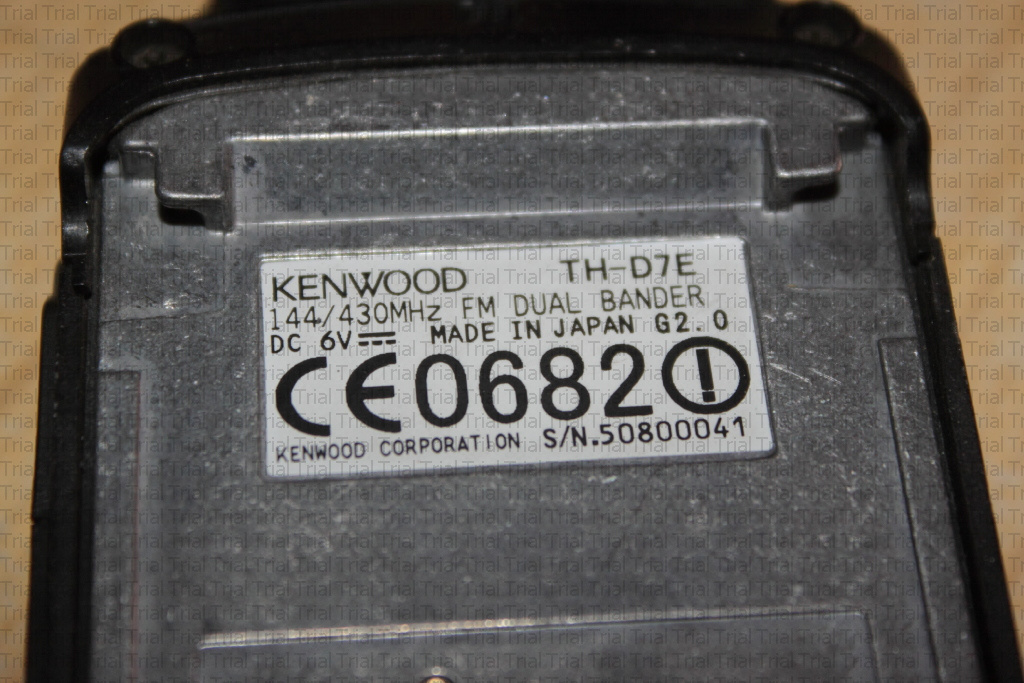 KENWOOD TH-D7E
144/430MHz FM DUAL BANDER
DC 6V MADE IN JAPAN G2.0
CE0682
KENWOOD CORPORATION S/N.50800041
Trial